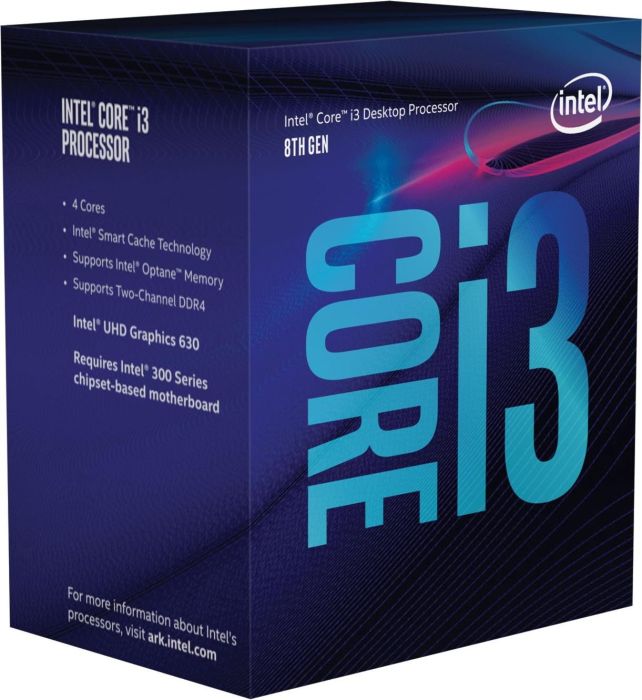 INTEL® CORE™ i3
PROCESSOR
• 4 Cores
• Intel® Smart Cache Technology
• Supports Intel® Optane™ Memory
• Supports Two-Channel DDR4
Intel® UHD Graphics 630
Requires Intel® 300 Series
chipset-based motherboard
For more information about Intel's
processors, visit ark.intel.com
Intel® Core™ i3 Desktop Processor
8TH GEN
intel®
CORE
i3